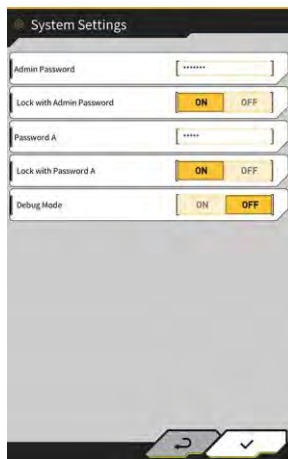 System Settings
Admin Password [ ······· ]
Lock with Admin Password [ ON OFF ]
Password A [ ····· ]
Lock with Password A [ ON OFF ]
Debug Mode [ ON OFF ]